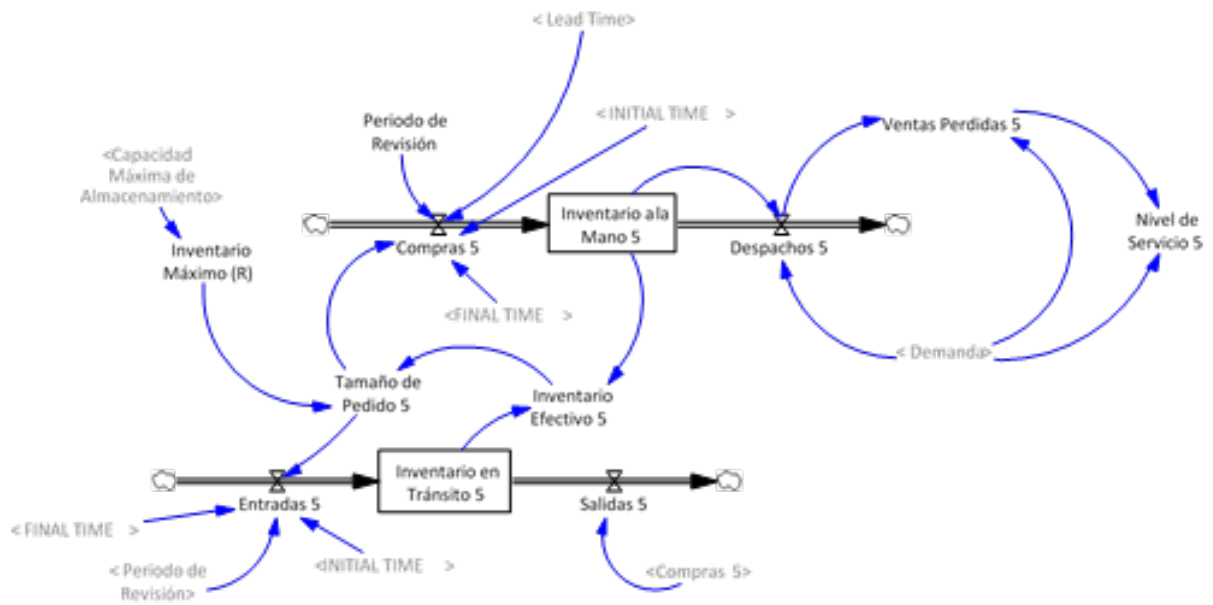 < Lead Time>
Periodo de
Revisión
< INITIAL TIME >
Ventas Perdidas 5
<Capacidad
Máxima de
Almacenamiento>
Inventario
Máximo (R)
Compras 5
Inventario a la
Mano 5
Despachos 5
Nivel de
Servicio 5
<FINAL TIME >
< Demanda>
Tamaño de
Pedido 5
Inventario
Efectivo 5
Inventario en
Tránsito 5
Entradas 5
Salidas 5
< FINAL TIME >
<INITIAL TIME >
< Periodo de
Revisión>
<Compras 5>